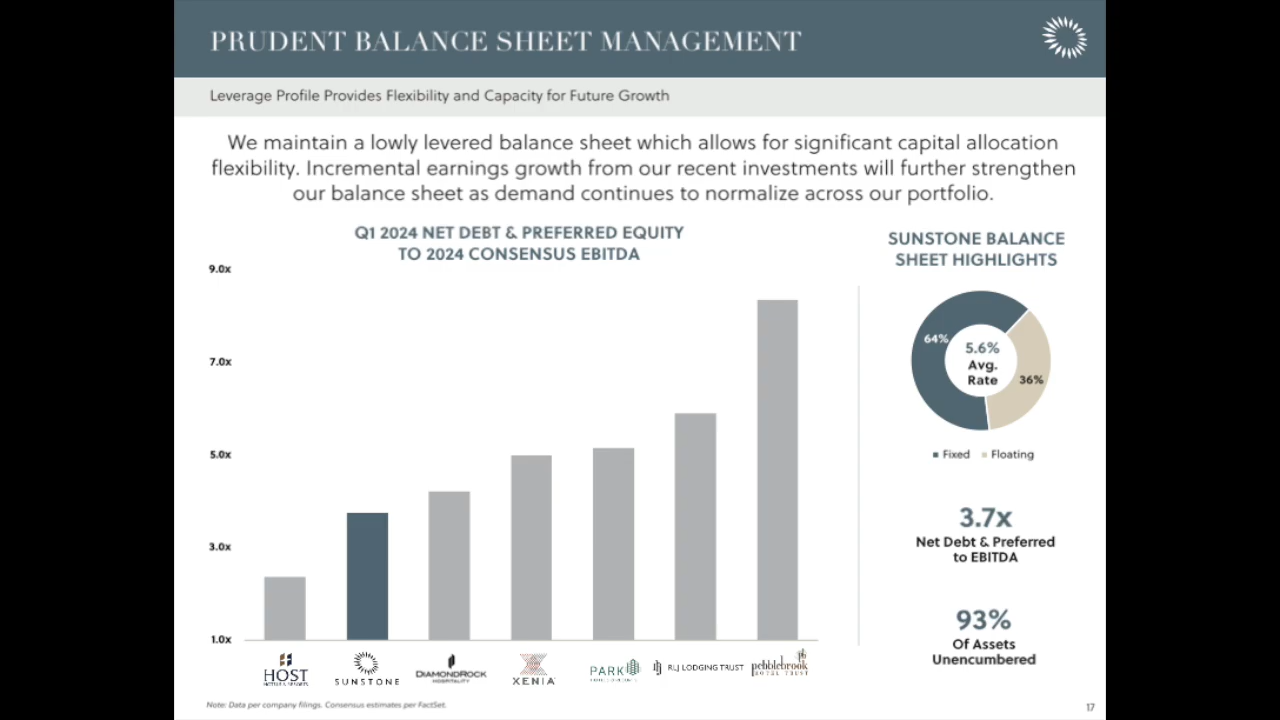 PRUDENT BALANCE SHEET MANAGEMENT
Leverage Profile Provides Flexibility and Capacity for Future Growth
We maintain a lowly levered balance sheet which allows for significant capital allocation
flexibility. Incremental earnings growth from our recent investments will further strengthen
our balance sheet as demand continues to normalize across our portfolio.
Q1 2024 NET DEBT & PREFERRED EQUITY
TO 2024 CONSENSUS EBITDA
9.0x
7.0x
5.0x
3.0x
1.0x
HOST
HOTELS & RESORTS
SUNSTONE
DIAMONDROCK
HOSPITALITY
XENIA
PARK
RLJ LODGING TRUST
pebblebrook
HOTEL TRUST
SUNSTONE BALANCE
SHEET HIGHLIGHTS
64%
5.6%
Avg.
Rate
36%
Fixed
Floating
3.7x
Net Debt & Preferred
to EBITDA
93%
Of Assets
Unencumbered
Note: Data per company filings. Consensus estimates per FactSet.
17